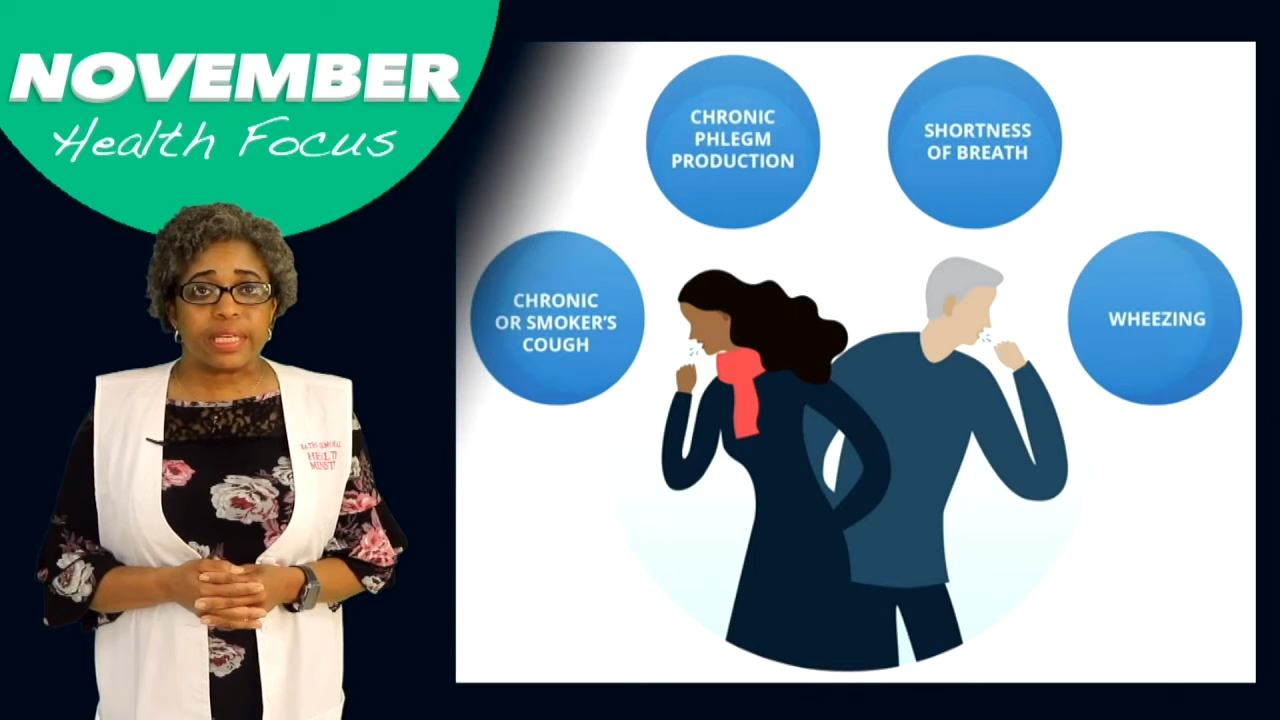 NOVEMBER
Health Focus
CHRONIC
PHLEGM
PRODUCTION
SHORTNESS
OF BREATH
CHRONIC
OR SMOKER'S
COUGH
WHEEZING